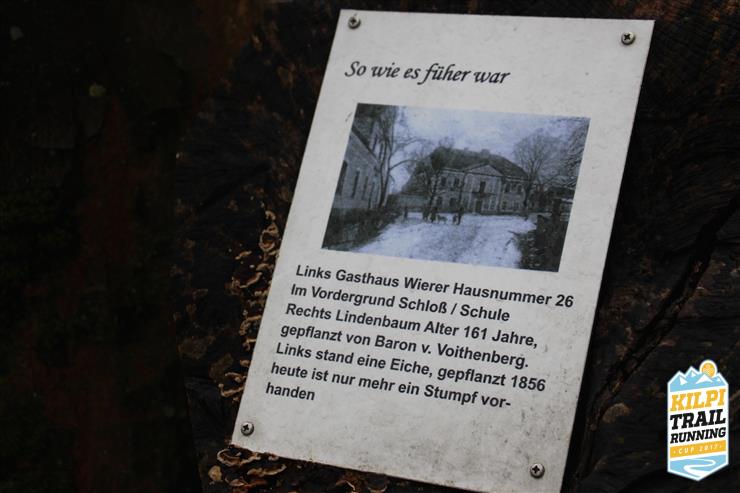 So wie es füher war
Links Gasthaus Wierer Hausnummer 26
Im Vordergrund Schloß / Schule
Rechts Lindenbaum Alter 161 Jahre,
gepflanzt von Baron v. Voithenberg.
Links stand eine Eiche, gepflanzt 1856
heute ist nur mehr ein Stumpf vor-
handen
KILPI
TRAIL
RUNNING
CUP 2017